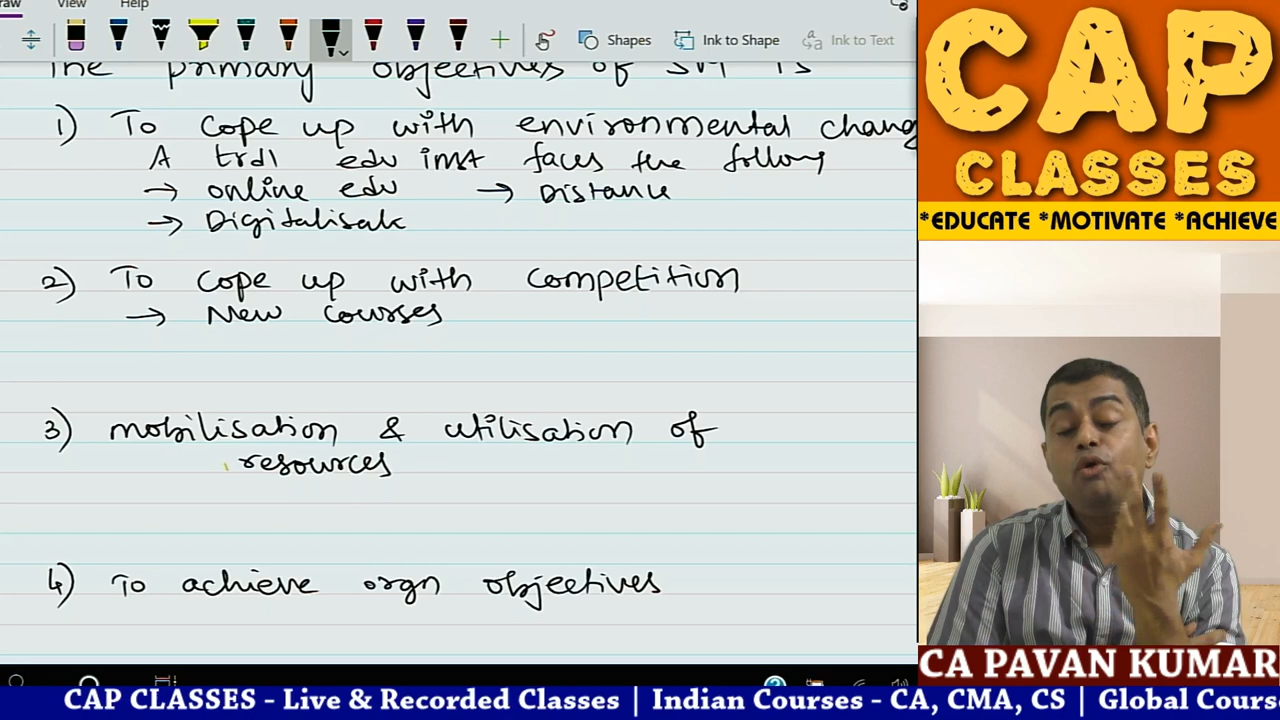 View Help
Shapes Ink to Shape Ink to Text
The primary objectives of SM is
1) To cope up with environmental chang
A trdl edu inst faces the follow
→ online edu → Distance
→ Digitalisat
2) To cope up with competition
→ New courses
3) mobilisation & utilisation of
resources
4) To achieve orgn objectives
CAP
CLASSES
*EDUCATE *MOTIVATE *ACHIEVE
CA PAVAN KUMAR
CAP CLASSES - Live & Recorded Classes | Indian Courses - CA, CMA, CS | Global Cours